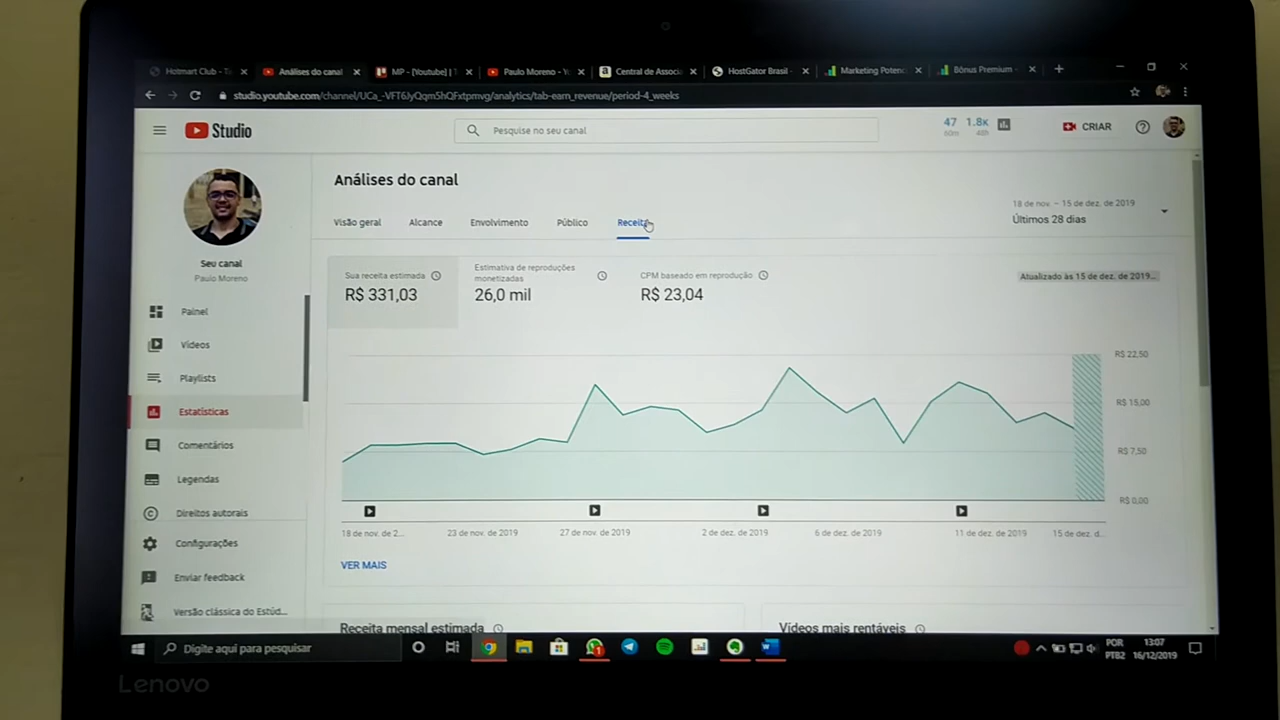 Hotmart Club - T
Análises do canal
MP - [Youtube] | T
Paulo Moreno - Yo
Central de Associa
HostGator Brasil -
Marketing Potenc
Bônus Premium -
studio.youtube.com/channel/UCa_-VFT6JyQqm5hQFxtpmvg/analytics/tab-earn_revenue/period-4_weeks
Studio
Pesquise no seu canal
47
60m
1.8K
48h
CRIAR
Análises do canal
Visão geral
Alcance
Envolvimento
Público
Receita
18 de nov. – 15 de dez. de 2019
Últimos 28 dias
Seu canal
Paulo Moreno
Painel
Vídeos
Playlists
Estatísticas
Comentários
Legendas
Direitos autorais
Configurações
Enviar feedback
Versão clássica do Estúd...
Sua receita estimada
R$ 331,03
Estimativa de reproduções
monetizadas
26,0 mil
CPM baseado em reprodução
R$ 23,04
Atualizado às 15 de dez. de 2019...
R$ 22,50
R$ 15,00
R$ 7,50
R$ 0,00
18 de nov. de 2...
23 de nov. de 2019
27 de nov. de 2019
2 de dez. de 2019
6 de dez. de 2019
11 de dez. de 2019
15 de dez. d...
VER MAIS
Receita mensal estimada
Vídeos mais rentáveis
Digite aqui para pesquisar
1
POR
PTB2
13:07
16/12/2019
Lenovo